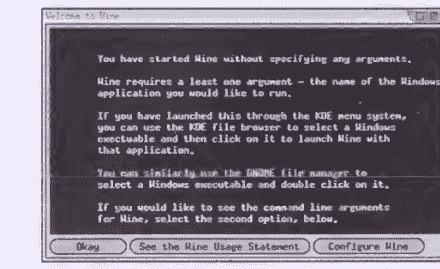 Welcome to Wine
You have started Wine without specifying any arguments.
Wine requires a least one argument - the name of the Windows
application you would like to run.
If you have launched this through the KDE menu system,
you can use the KDE file browser to select a Windows
exectuable and then click on it to launch Wine with
that application.
You can similarly use the GNOME file manager to
select a Windows executable and double click on it.
If you would like to see the command line arguments
for Wine, select the second option, below.
Okay See the Wine Usage Statement Configure Wine